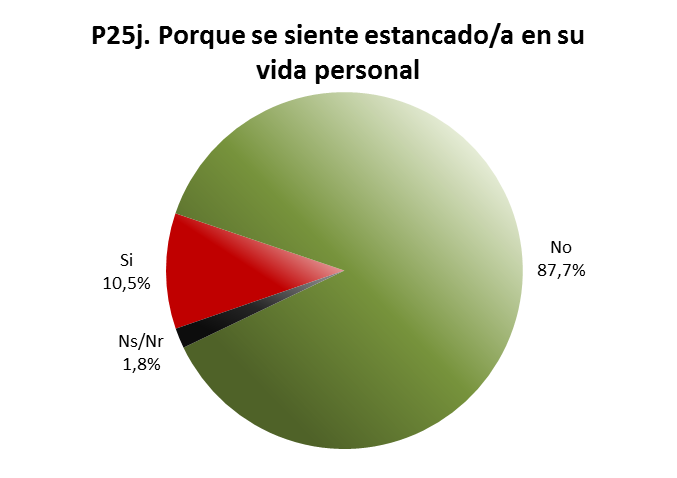 P25j. Porque se siente estancado/a en su
vida personal
Si
10,5%
No
87,7%
Ns/Nr
1,8%